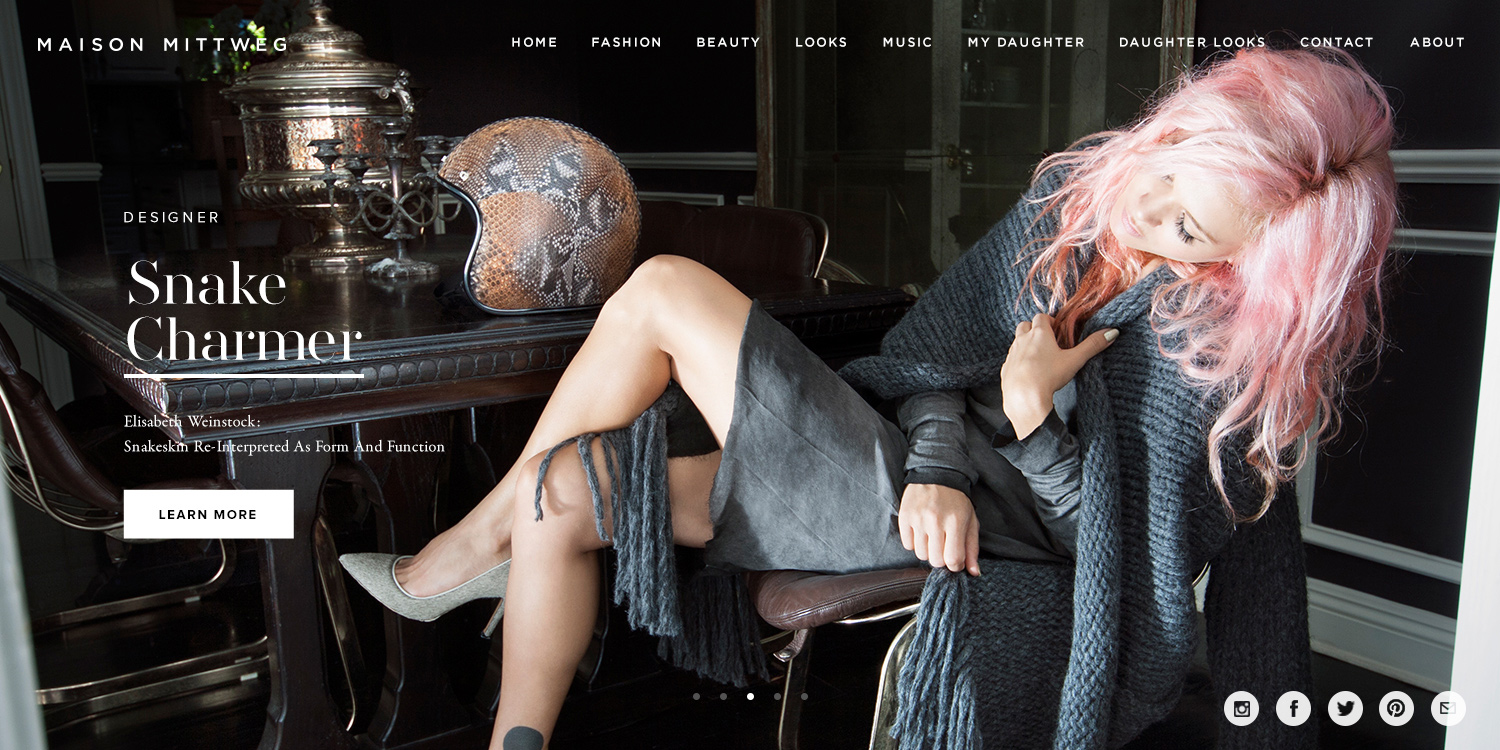 MAISON MITTWEG
HOME FASHION BEAUTY LOOKS MUSIC MY DAUGHTER DAUGHTER LOOKS CONTACT ABOUT
DESIGNER
Snake
Charmer
Elisabeth Weinstock:
Snakeskin Re-Interpreted As Form And Function
LEARN MORE